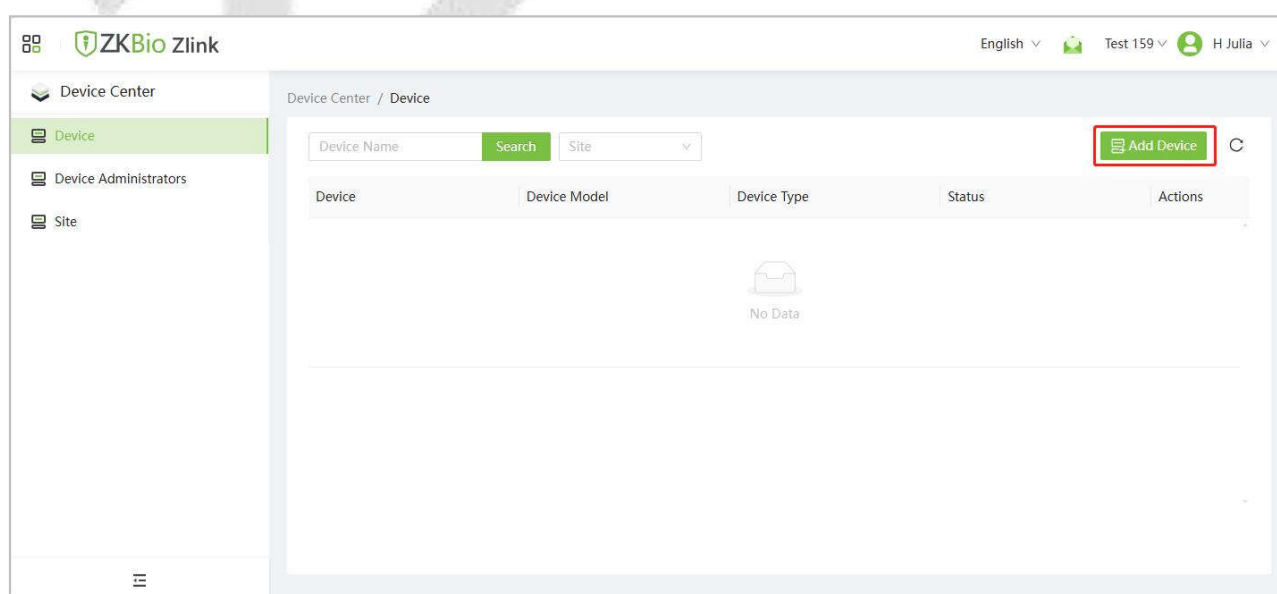 ZKBio Zlink
English
Test 159
H Julia
Device Center
Device Center / Device
Device
Device Administrators
Site
Device Name
Search
Site
Add Device
Device
Device Model
Device Type
Status
Actions
No Data